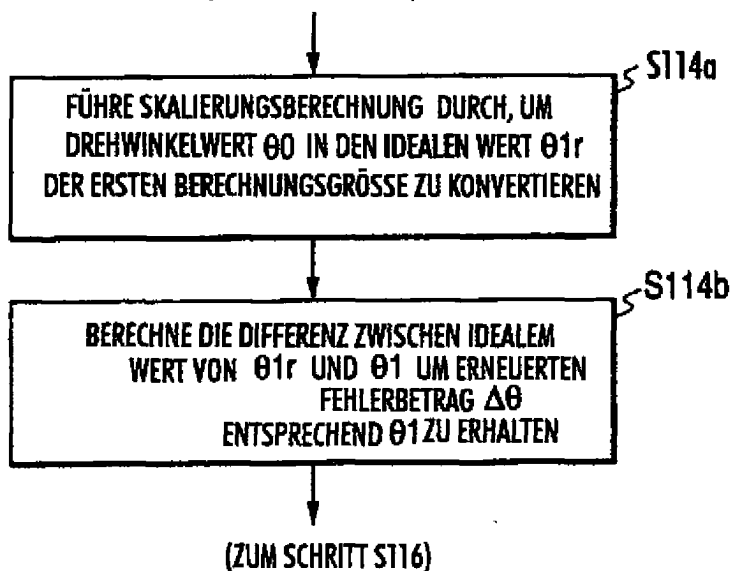 S114a
FÜHRE SKALIERUNGSBERECHNUNG DURCH, UM
DREHWINKELWERT θ0 IN DEN IDEALEN WERT θ1r
DER ERSTEN BERECHNUNGSGRÖSSE ZU KONVERTIEREN
S114b
BERECHNE DIE DIFFERENZ ZWISCHEN IDEALEM
WERT VON θ1r UND θ1 UM ERNEUERTEN
FEHLERBETRAG Δθ
ENTSPRECHEND θ1 ZU ERHALTEN
(ZUM SCHRITT S116)